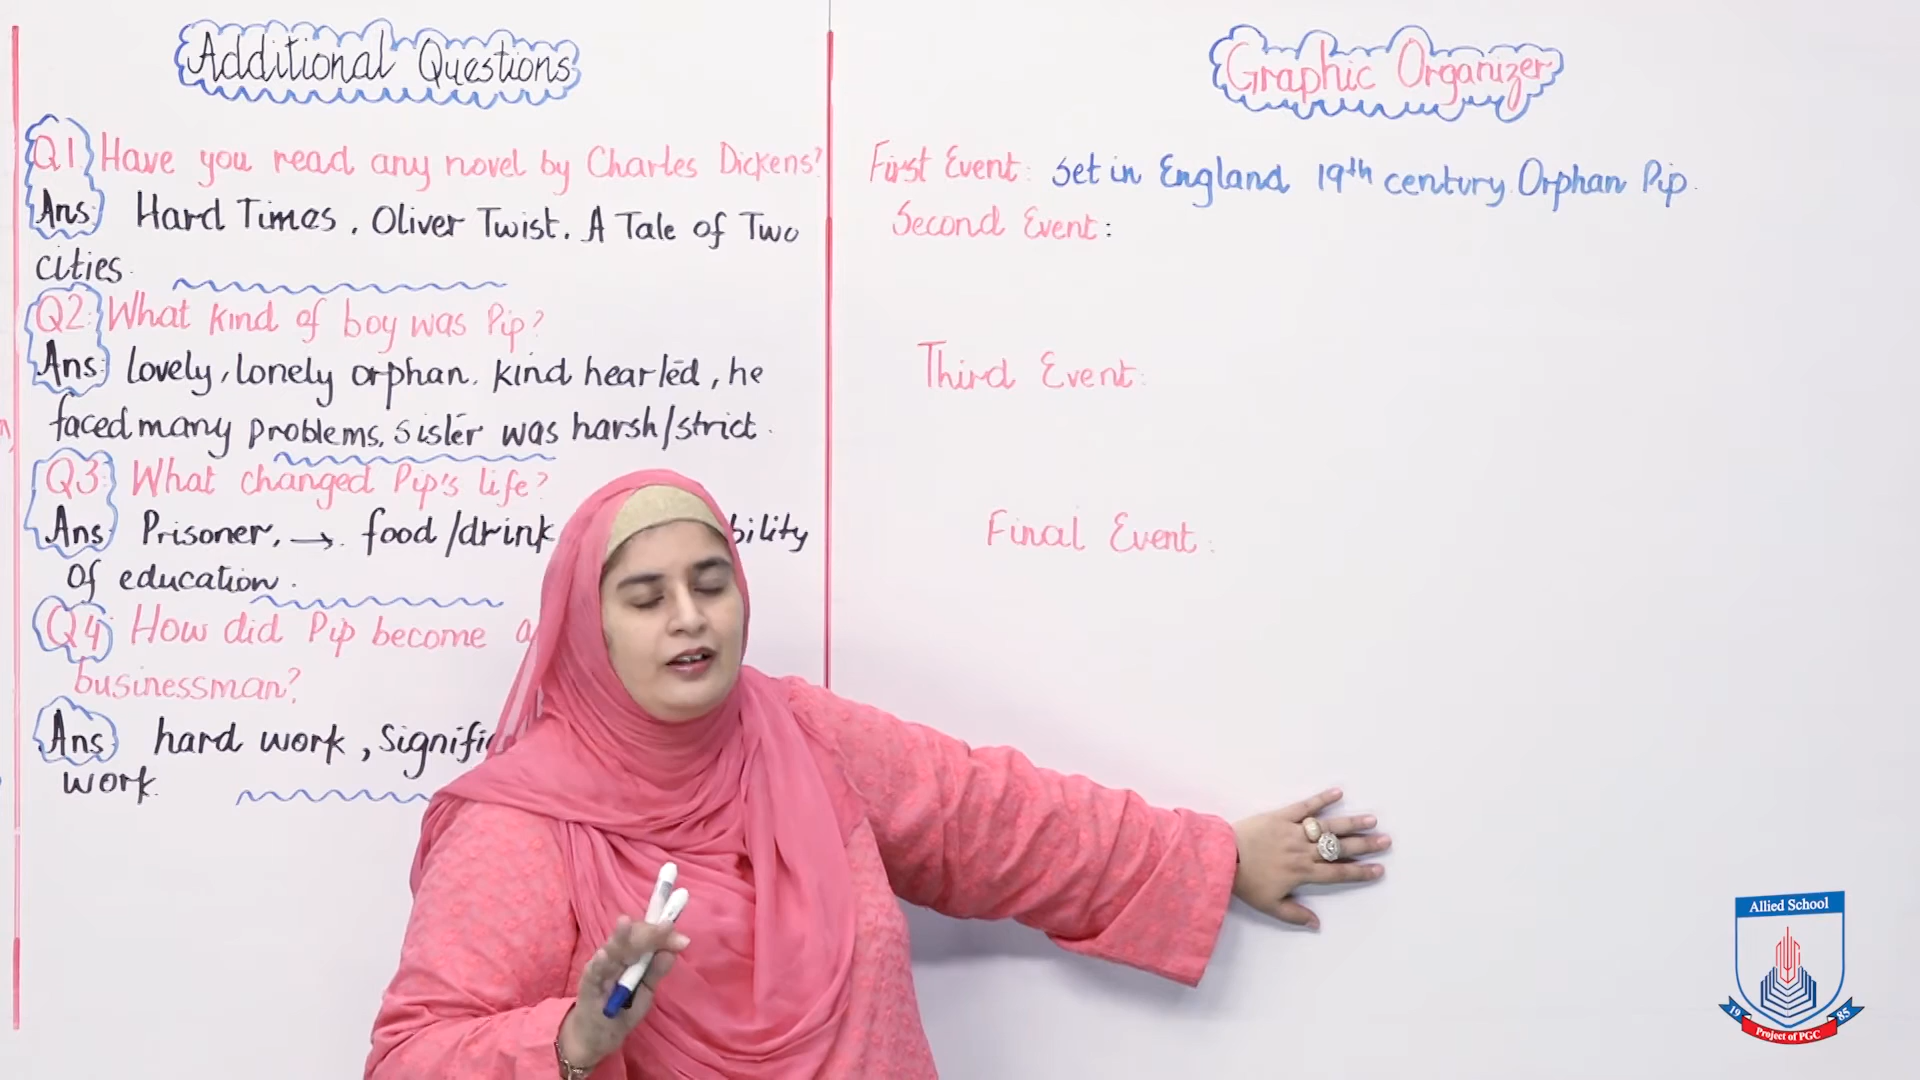 Additional Questions
Q1 Have you read any novel by Charles Dickens?
Ans: Hard Times, Oliver Twist, A Tale of Two
cities.
Q2: What kind of boy was Pip?
Ans: lovely, lonely orphan, kind hearted, he
faced many problems, sister was harsh/strict.
Q3: What changed Pip's life?
Ans: Prisoner, → food/drink bility
of education.
Q4: How did Pip become a
businessman?
Ans: hard work, Signific
work.
Graphic Organizer
First Event: Set in England 19th century. Orphan Pip.
Second Event:
Third Event:
Final Event:
Allied School
19 85
Project of PGC